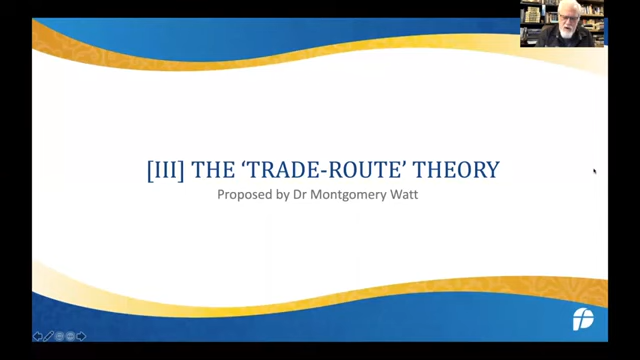 [III] THE ‘TRADE-ROUTE’ THEORY
Proposed by Dr Montgomery Watt